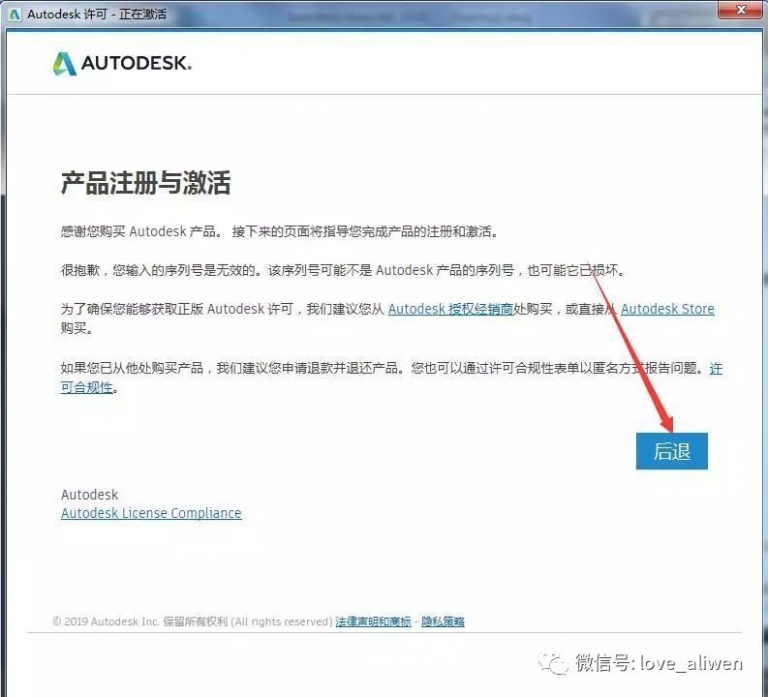 Autodesk 许可 - 正在激活
AUTODESK.
产品注册与激活
感谢您购买 Autodesk 产品。 接下来的页面将指导您完成产品的注册和激活。
很抱歉，您输入的序列号是无效的。该序列号可能不是 Autodesk 产品的序列号，也可能它已损坏。
为了确保您能够获取正版 Autodesk 许可，我们建议您从 Autodesk 授权经销商处购买，或直接从 Autodesk Store
购买。
如果您已从他处购买产品，我们建议您申请退款并退还产品。您也可以通过许可合规性表单以匿名方式报告问题。许
可合规性。
后退
Autodesk
Autodesk License Compliance
© 2019 Autodesk Inc. 保留所有权利 (All rights reserved) 法律声明和商标 - 隐私策略
微信号: love_aliwen